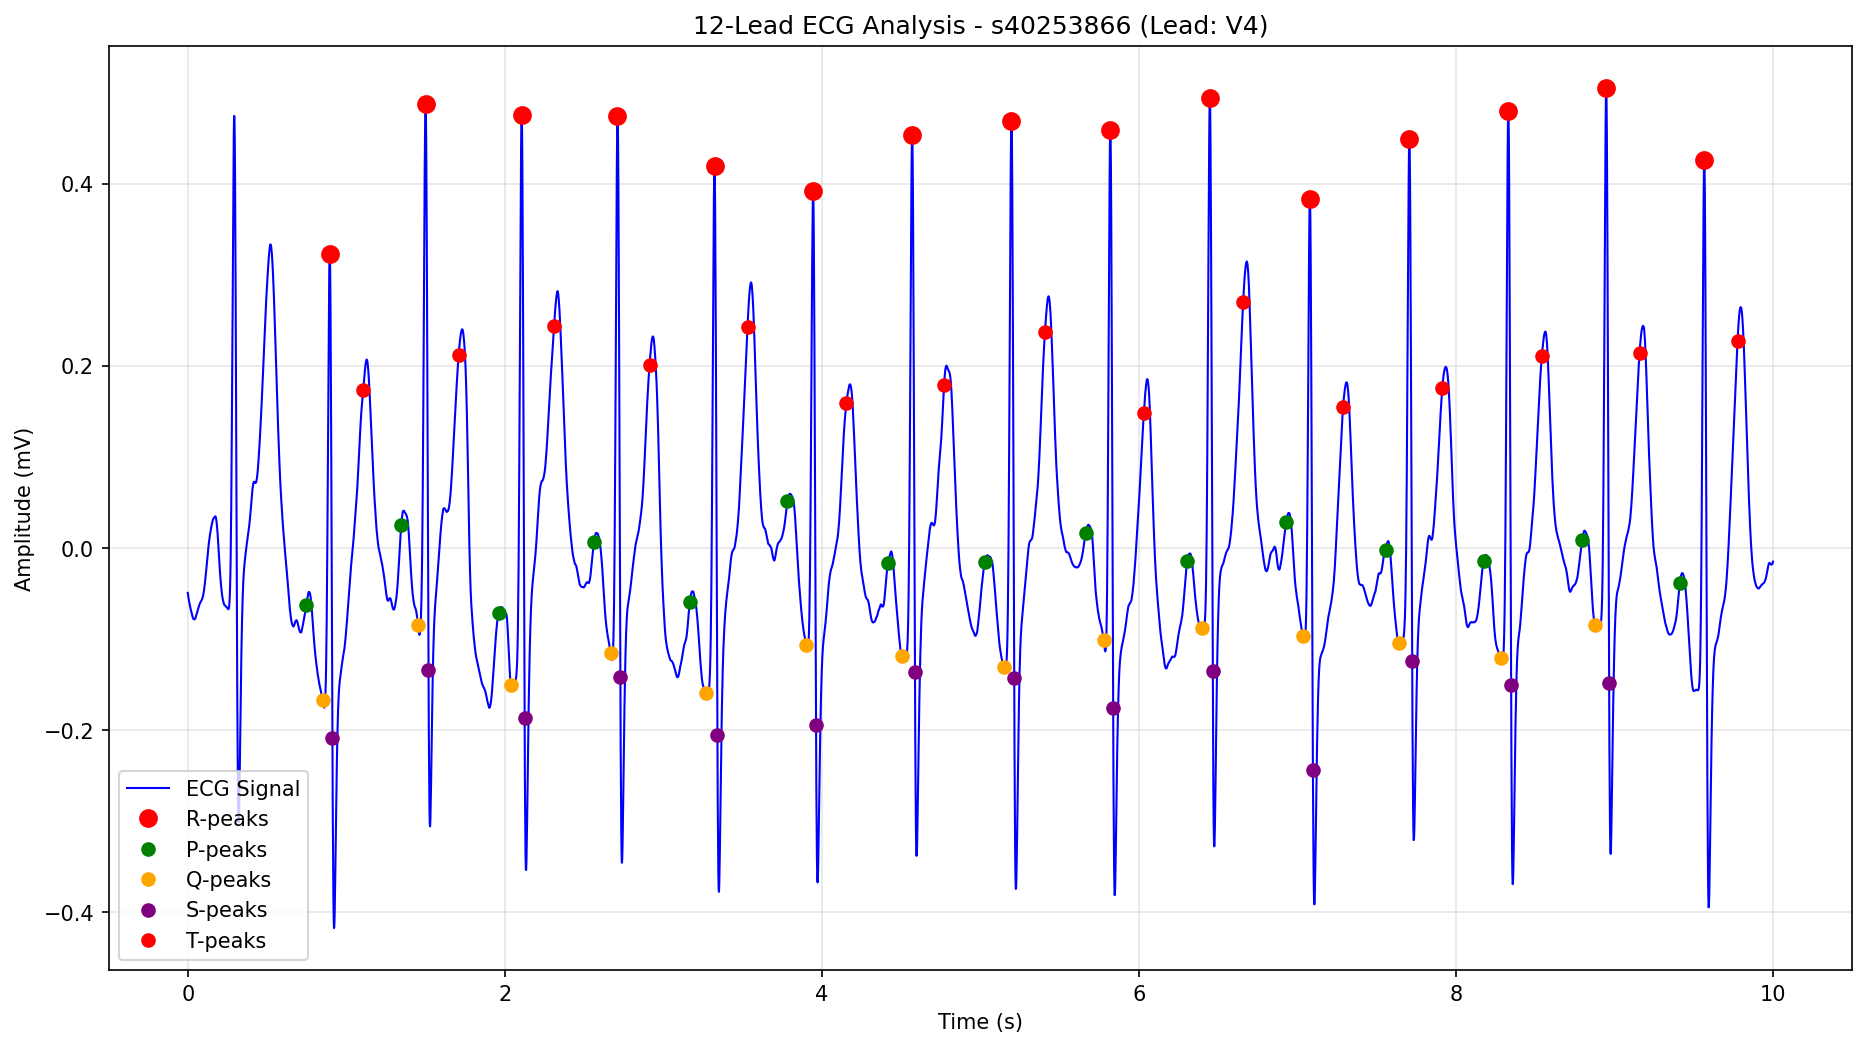 12-Lead ECG Analysis - s40253866 (Lead: V4)
Amplitude (mV)
0.4
0.2
0.0
−0.2
−0.4
ECG Signal
R-peaks
P-peaks
Q-peaks
S-peaks
T-peaks
0 2 4 6 8 10
Time (s)